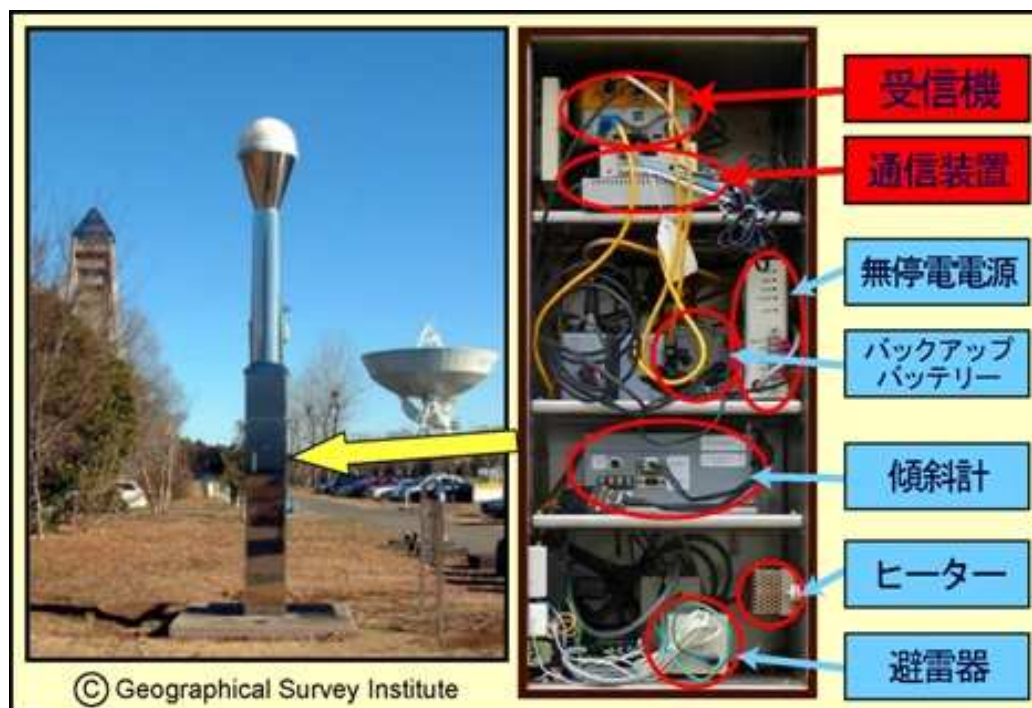 受信機
通信装置
無停電電源
バックアップ
バッテリー
傾斜計
ヒーター
避雷器
© Geographical Survey Institute